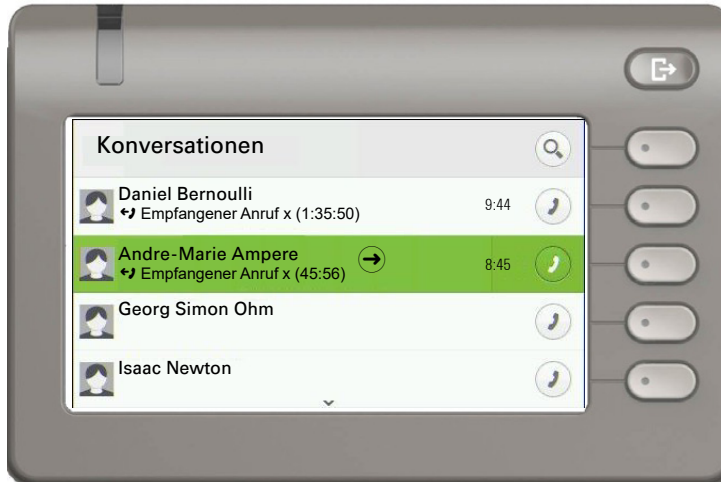 Konversationen
Daniel Bernoulli
Empfangener Anruf x (1:35:50)
9:44
Andre-Marie Ampere
Empfangener Anruf x (45:56)
8:45
Georg Simon Ohm
Isaac Newton